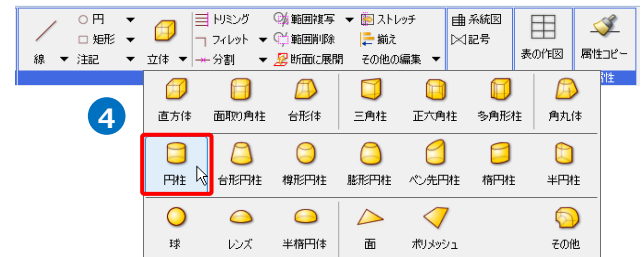 ○円 トリミング 範囲複写 ストレッチ 系統図
□矩形 フィレット 範囲削除 揃え 記号
線 注記 立体 分割 断面に展開 その他の編集 表の作図 属性コピー
性
4
直方体 面取り角柱 台形体 三角柱 正六角柱 多角形柱 角丸体
円柱 台形円柱 樽形円柱 膨形円柱 ペン先円柱 楕円柱 半円柱
球 レンズ 半楕円体 面 ポリメッシュ その他